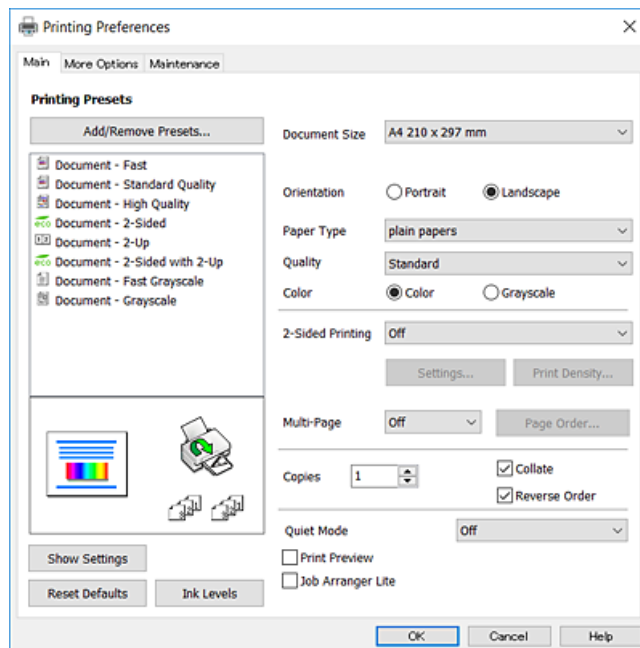 Printing Preferences
Main More Options Maintenance
Printing Presets
Add/Remove Presets...
Document - Fast
Document - Standard Quality
Document - High Quality
eco Document - 2-Sided
Document - 2-Up
eco Document - 2-Sided with 2-Up
Document - Fast Grayscale
Document - Grayscale
Show Settings
Reset Defaults Ink Levels
Document Size A4 210 x 297 mm
Orientation Portrait Landscape
Paper Type plain papers
Quality Standard
Color Color Grayscale
2-Sided Printing Off
Settings... Print Density...
Multi-Page Off Page Order...
Copies 1 Collate
Reverse Order
Quiet Mode Off
Print Preview
Job Arranger Lite
OK Cancel Help